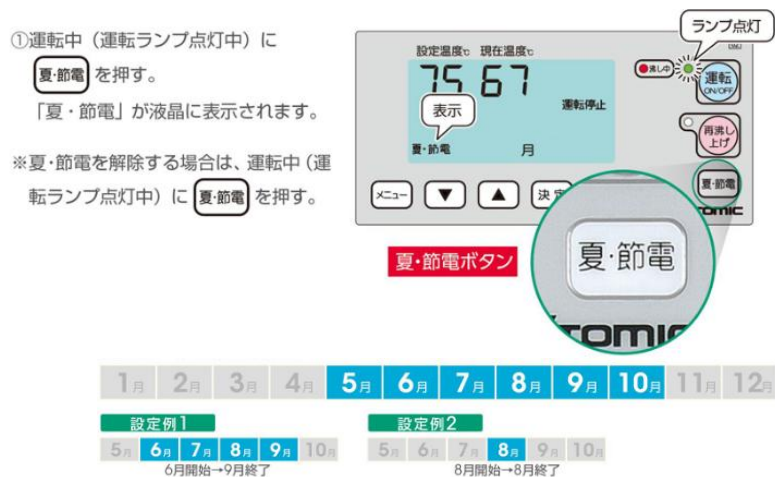 ①運転中（運転ランプ点灯中）に
夏・節電 を押す。
「夏・節電」が液晶に表示されます。
※夏・節電を解除する場合は、運転中（運
転ランプ点灯中）に 夏・節電 を押す。
ランプ点灯
設定温度℃ 現在温度℃
75 67
沸し中
運転
ON/OFF
表示
運転停止
再沸し
上げ
夏・節電
月
夏・節電
メニュー ▼ ▲ 決定
夏・節電ボタン
夏・節電
1月 2月 3月 4月 5月 6月 7月 8月 9月 10月 11月 12月
設定例1
5月 6月 7月 8月 9月 10月
6月開始→9月終了
設定例2
5月 6月 7月 8月 9月 10月
8月開始→8月終了